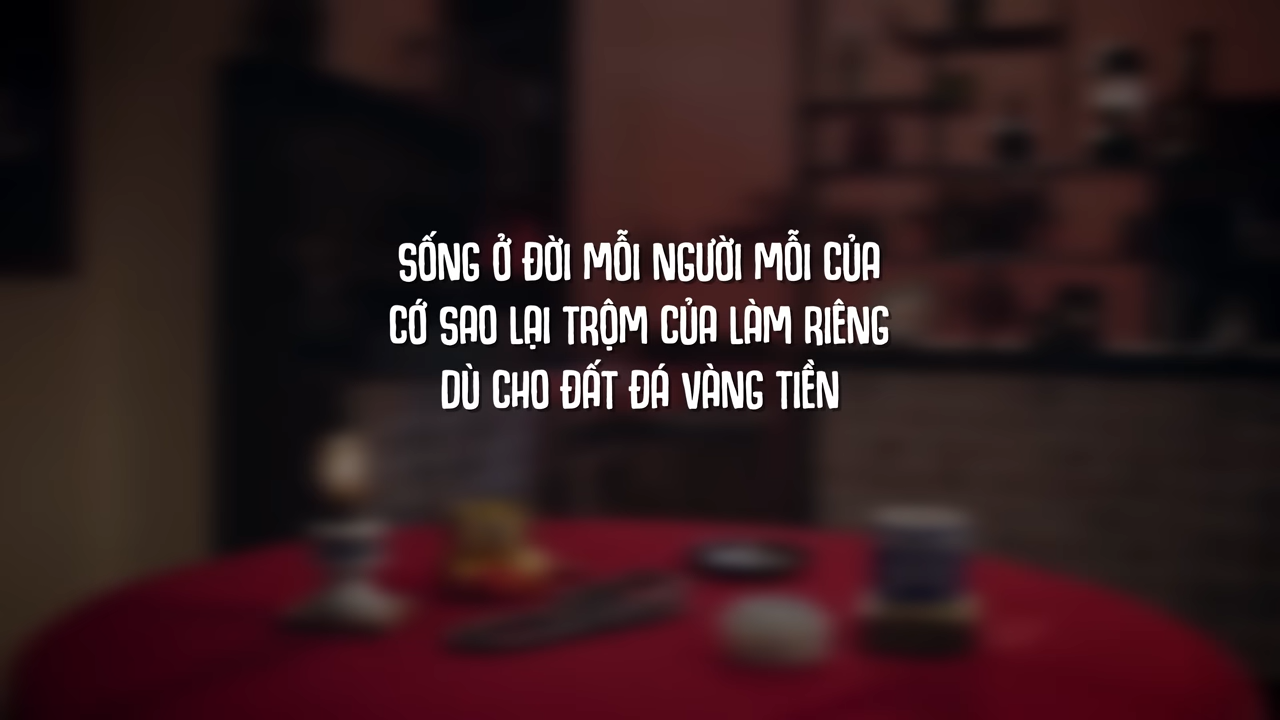 SỐNG Ở ĐỜI MỖI NGƯỜI MỖI CỦA
CỚ SAO LẠI TRỘM CỦA LÀM RIÊNG
DÙ CHO ĐẤT ĐÁ VÀNG TIỀN